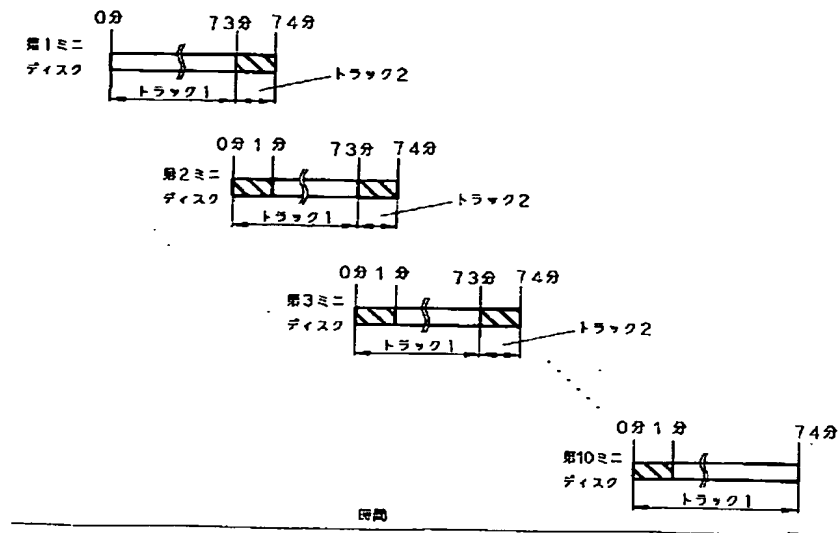 0分 73分 74分
第1ミニ
ディスク
トラック1
トラック2
0分 1分 73分 74分
第2ミニ
ディスク
トラック1
トラック2
0分 1分 73分 74分
第3ミニ
ディスク
トラック1
トラック2
0分 1分 74分
第10ミニ
ディスク
トラック1
時間